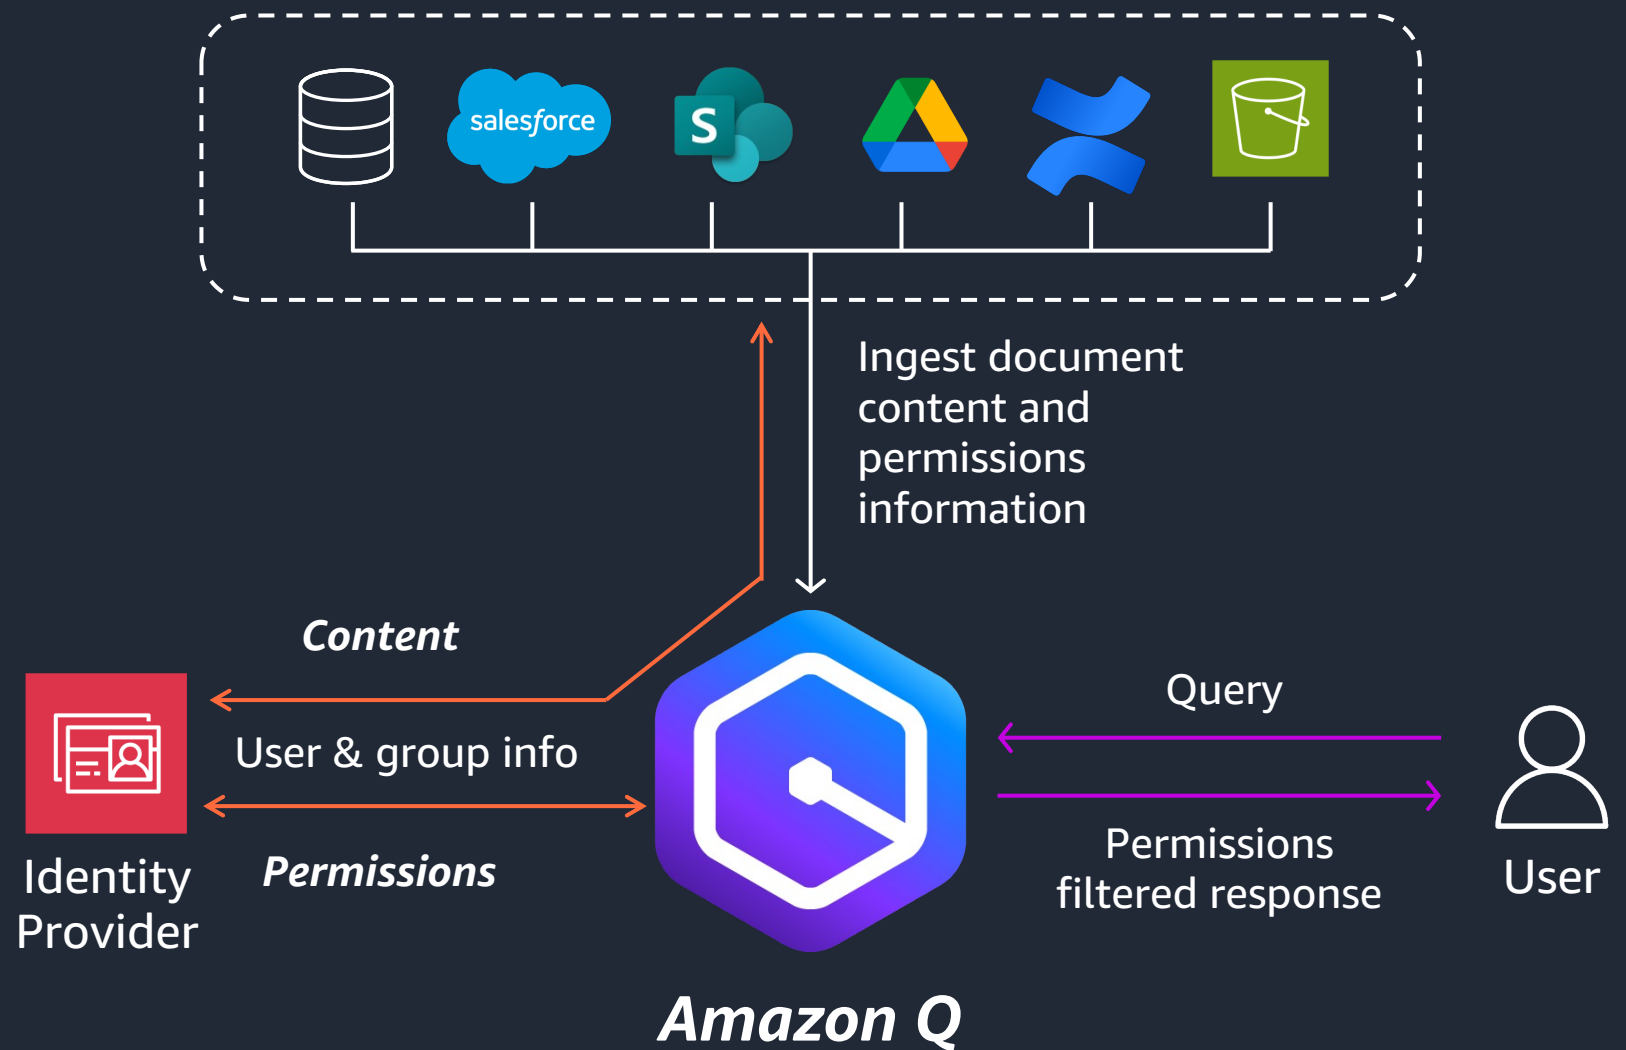 salesforce
S
Ingest document
content and
permissions
information
Content
User & group info
Permissions
Identity
Provider
Query
Permissions
filtered response
User
Amazon Q